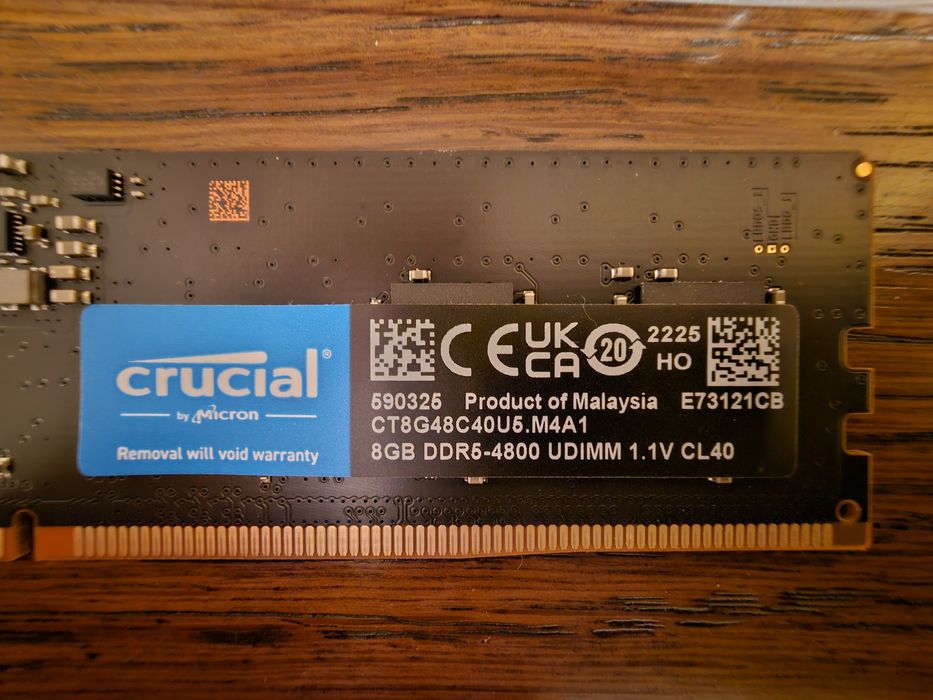 crucial®
by Micron
Removal will void warranty
CE UK CA 20 2225
HO
590325 Product of Malaysia E73121CB
CT8G48C40U5.M4A1
8GB DDR5-4800 UDIMM 1.1V CL40